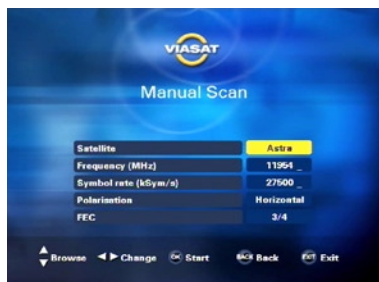 VIASAT
Manual Scan
Satellite Astra
Frequency (MHz) 11954 _
Symbol rate (kSym/s) 27500 _
Polarisation Horizontal
FEC 3/4
Browse Change OK Start BACK Back EXIT Exit